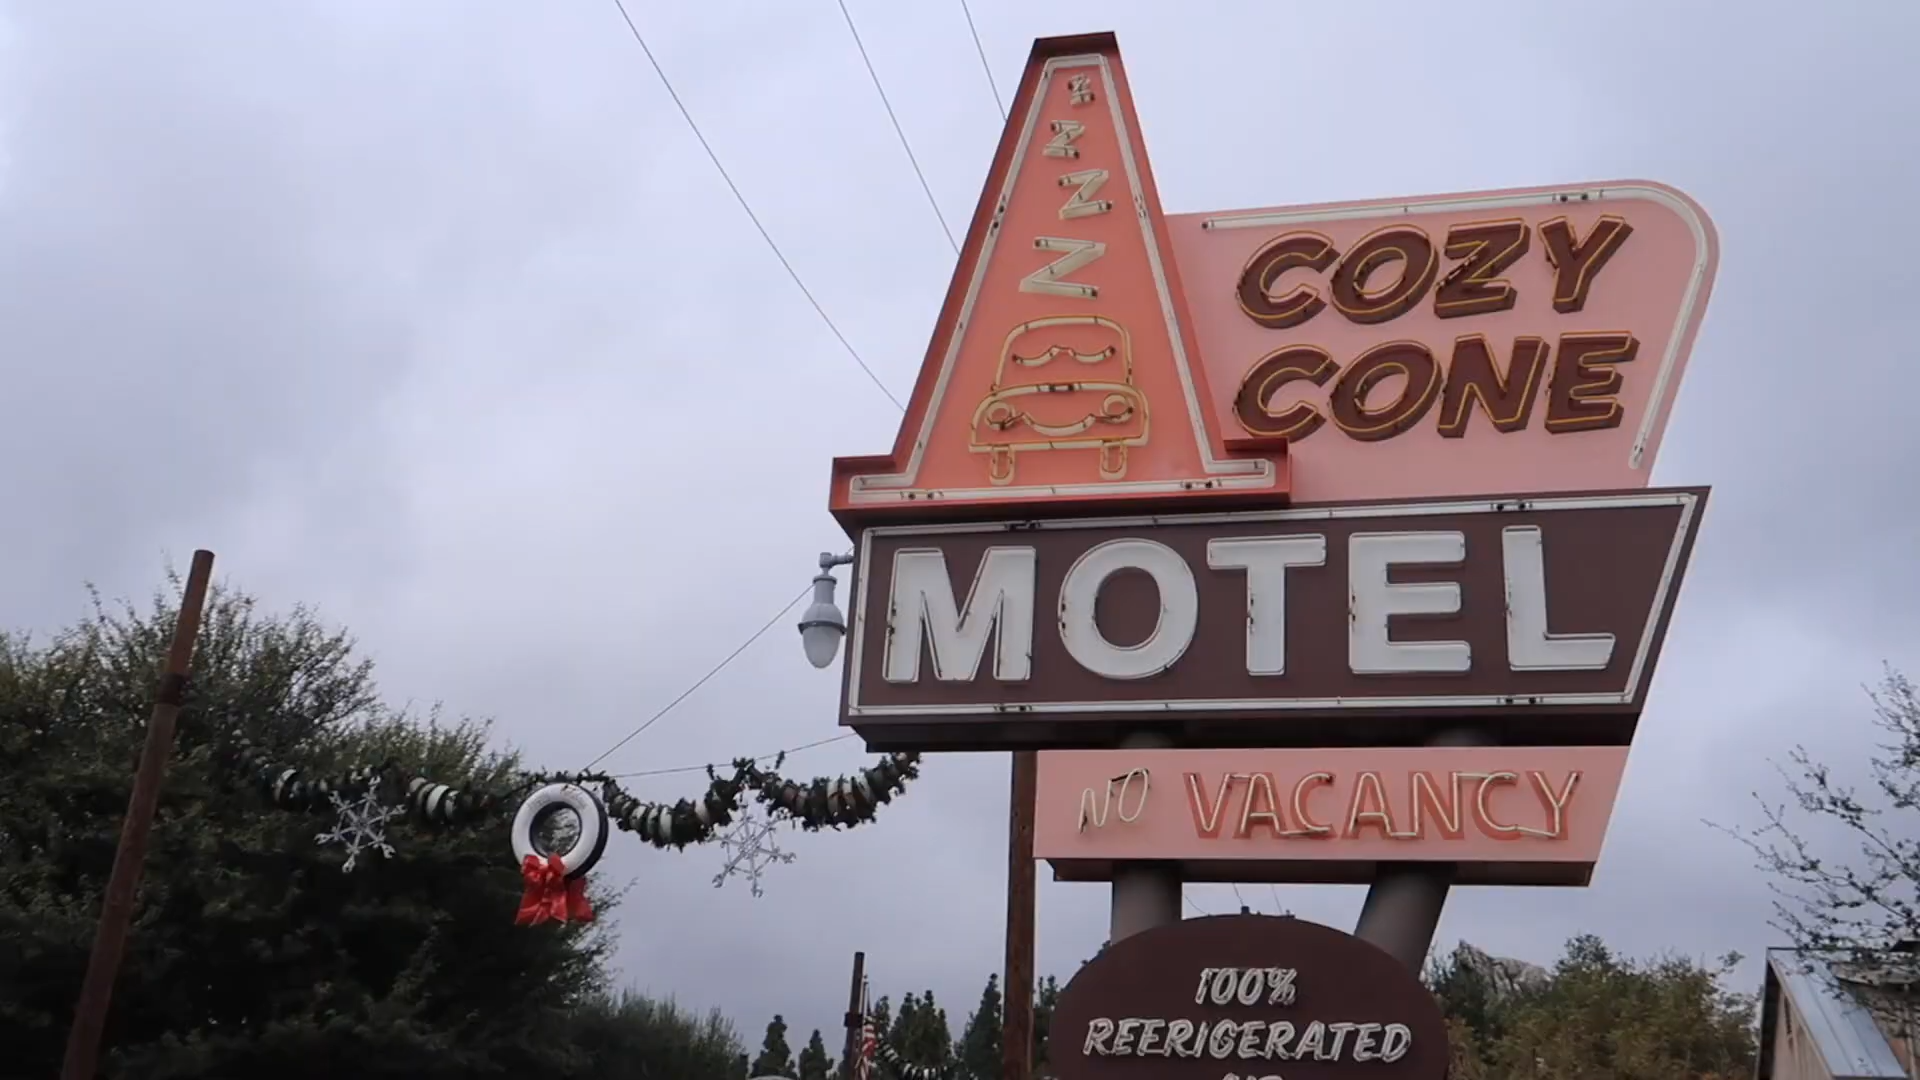 Z
Z
Z
Z
COZY
CONE
MOTEL
NO VACANCY
100%
REFRIGERATED